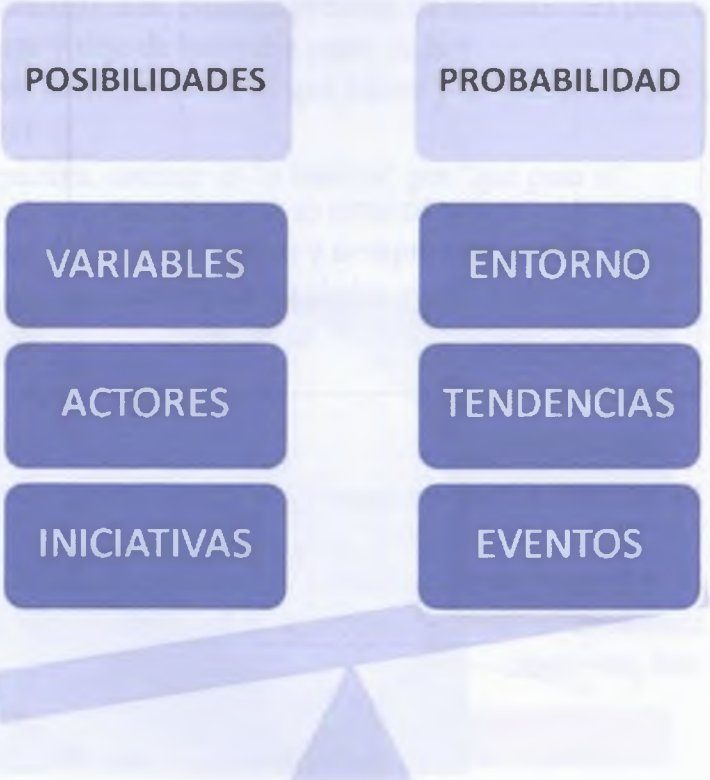 POSIBILIDADES
PROBABILIDAD
VARIABLES
ENTORNO
ACTORES
TENDENCIAS
INICIATIVAS
EVENTOS